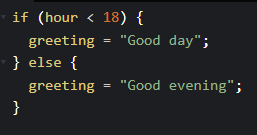 if (hour < 18) {
  greeting = "Good day";
} else {
  greeting = "Good evening";
}